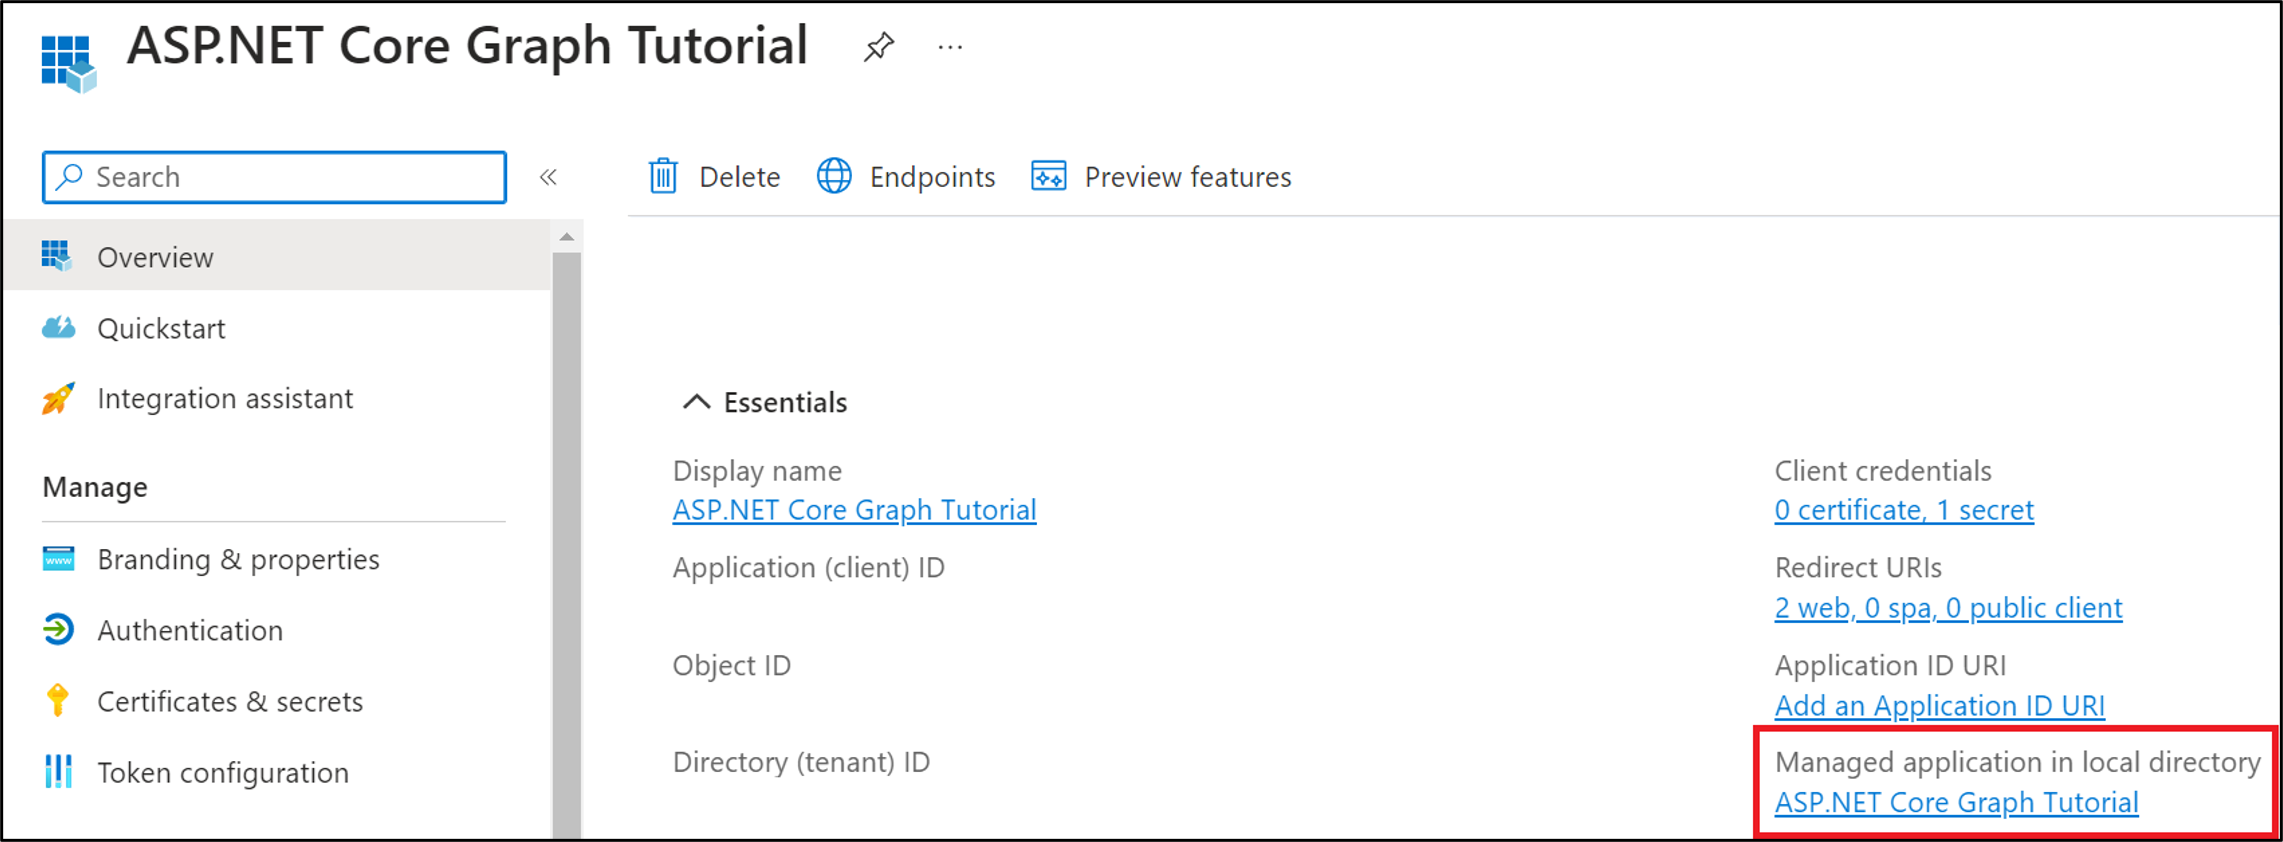 ASP.NET Core Graph Tutorial
Search
Delete
Endpoints
Preview features
Overview
Quickstart
Integration assistant
Manage
Branding & properties
Authentication
Certificates & secrets
Token configuration
Essentials
Display name
ASP.NET Core Graph Tutorial
Application (client) ID
Object ID
Directory (tenant) ID
Client credentials
0 certificate, 1 secret
Redirect URIs
2 web, 0 spa, 0 public client
Application ID URI
Add an Application ID URI
Managed application in local directory
ASP.NET Core Graph Tutorial